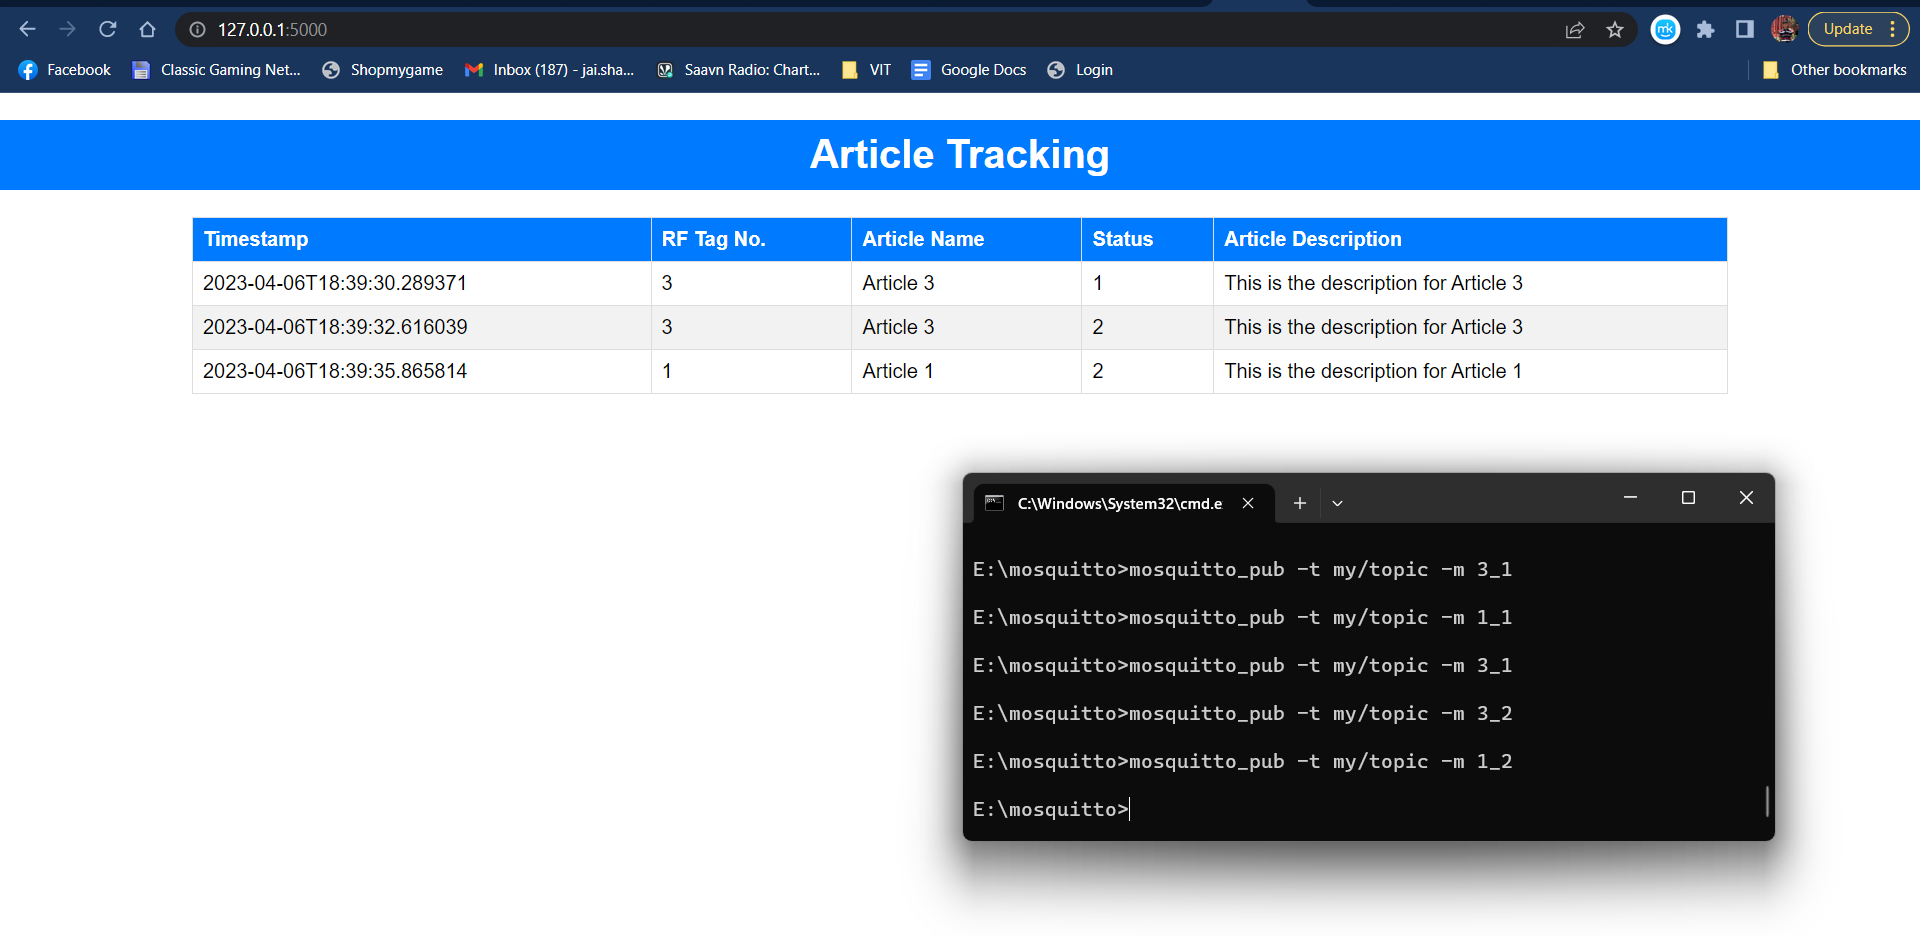 127.0.0.1:5000
Update
Facebook Classic Gaming Net... Shopmygame Inbox (187) - jai.sha... Saavn Radio: Chart... VIT Google Docs Login Other bookmarks
Article Tracking
Timestamp RF Tag No. Article Name Status Article Description
2023-04-06T18:39:30.289371 3 Article 3 1 This is the description for Article 3
2023-04-06T18:39:32.616039 3 Article 3 2 This is the description for Article 3
2023-04-06T18:39:35.865814 1 Article 1 2 This is the description for Article 1
C:\Windows\System32\cmd.e
E:\mosquitto>mosquitto_pub -t my/topic -m 3_1
E:\mosquitto>mosquitto_pub -t my/topic -m 1_1
E:\mosquitto>mosquitto_pub -t my/topic -m 3_1
E:\mosquitto>mosquitto_pub -t my/topic -m 3_2
E:\mosquitto>mosquitto_pub -t my/topic -m 1_2
E:\mosquitto>